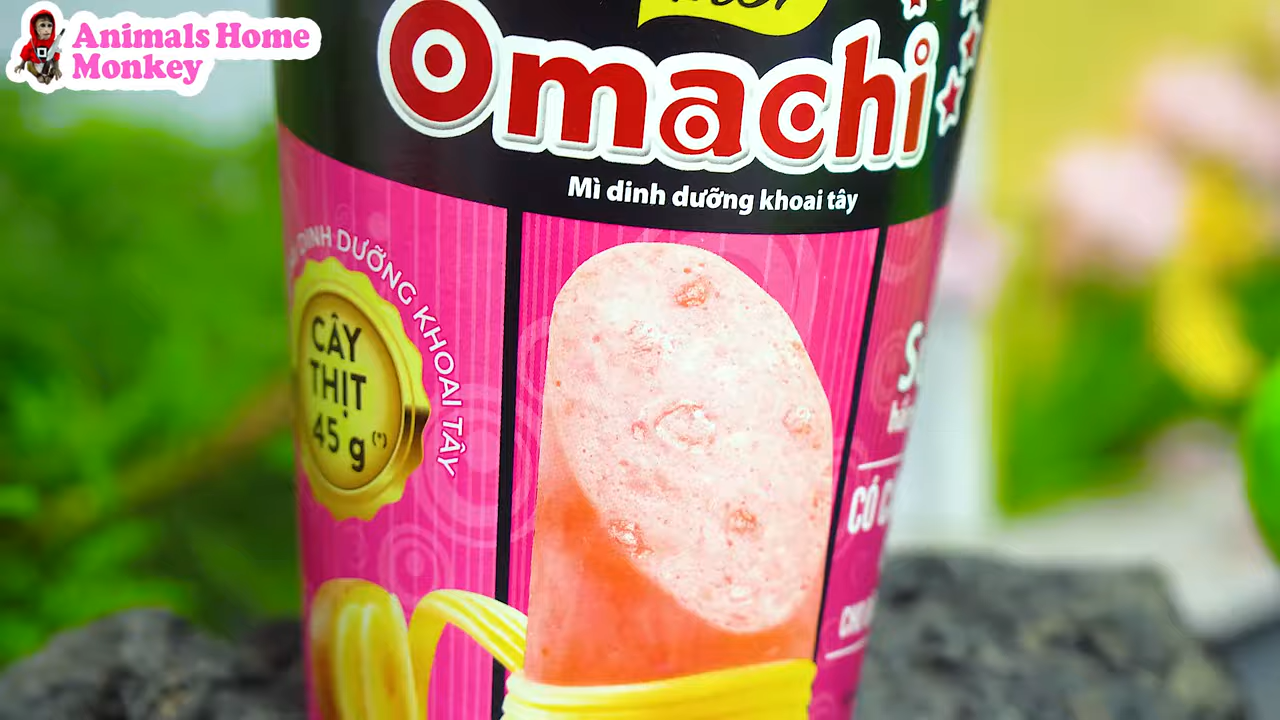 Animals Home
Monkey
Omachi
Mì dinh dưỡng khoai tây
DINH DƯỠNG KHOAI TÂY
CÂY
THỊT
45 g (*)
CÓ